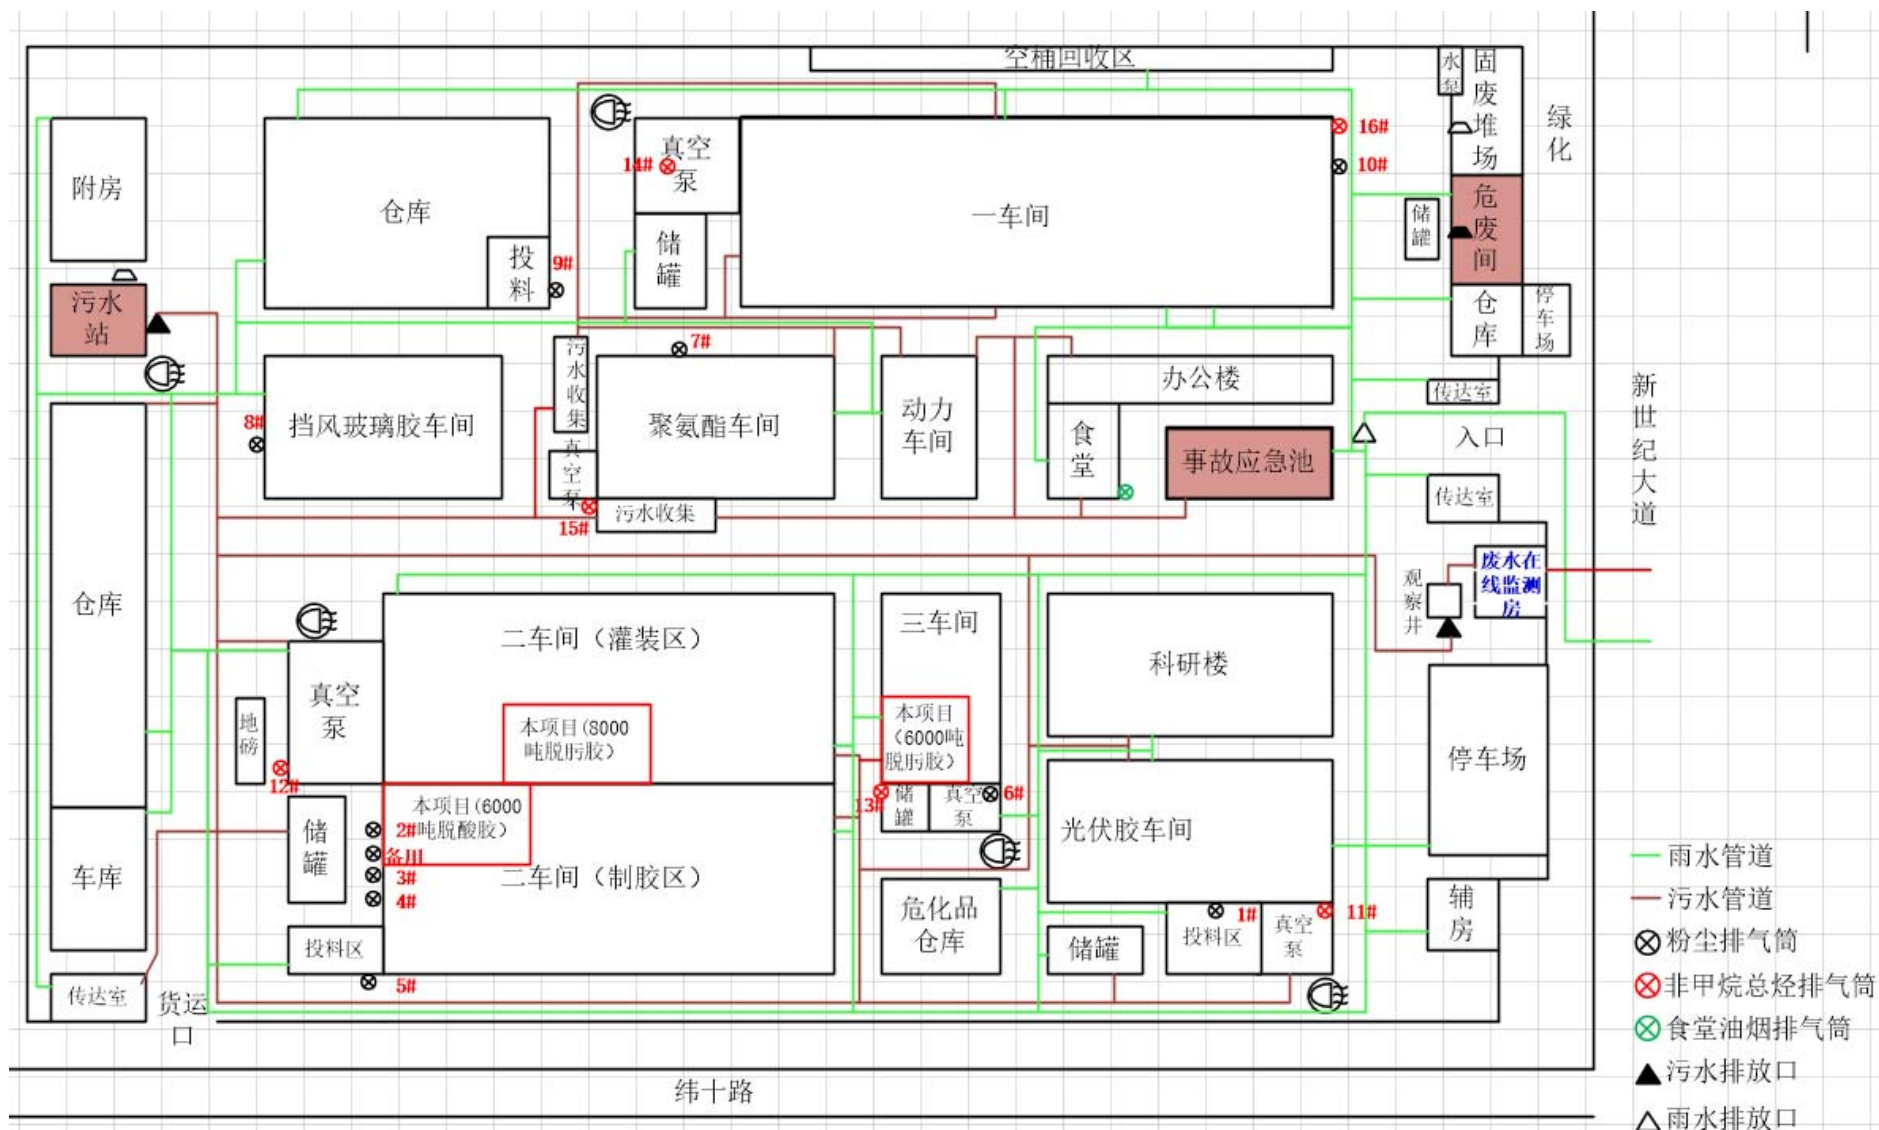 空桶回收区
水
泵
固
废
堆
场
绿
化
附房
仓库
投
料
9#
真空
泵
14#
储
罐
一车间
16#
10#
储
罐
危
废
间
仓
库
停
车
场
污水
站
挡风玻璃胶车间
8#
污
水
收
集
真
空
泵
15#
7#
聚氨酯车间
污水收集
动力
车间
办公楼
食
堂
事故应急池
传达室
入口
传达室
新
世
纪
大
道
仓库
车库
传达室
货运
口
地
磅
12#
真空
泵
储
罐
投料区
二车间（灌装区）
本项目(8000
吨脱肟胶）
本项目(6000
吨脱酸胶）
2#
备用
3#
4#
5#
二车间（制胶区）
三车间
本项目
（6000吨
脱肟胶）
13#
储
罐
真空
泵
6#
危化品
仓库
科研楼
光伏胶车间
储罐
投料区
1#
真空
泵
11#
观
察
井
废水在
线监测
房
停车场
辅
房
纬十路
雨水管道
污水管道
粉尘排气筒
非甲烷总烃排气筒
食堂油烟排气筒
污水排放口
雨水排放口